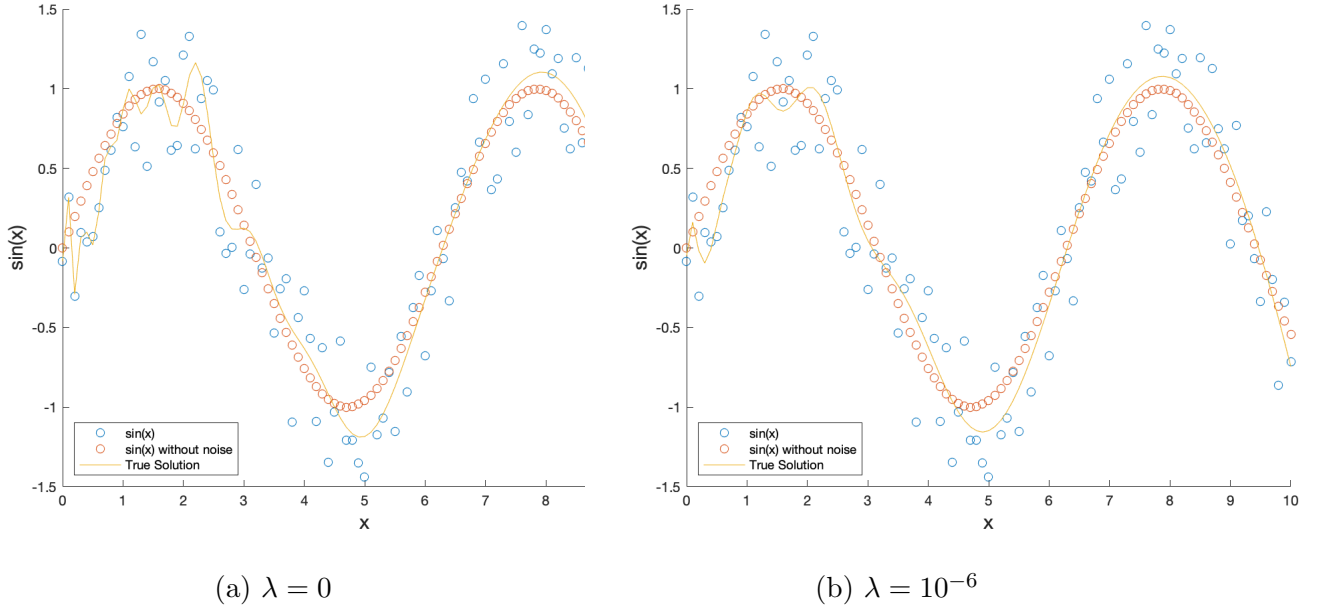 1.5
1
0.5
0
-0.5
-1
-1.5
sin(x)
sin(x)
sin(x) without noise
True Solution
0 1 2 3 4 5 6 7 8
x
(a) λ = 0
1.5
1
0.5
0
-0.5
-1
-1.5
sin(x)
sin(x)
sin(x) without noise
True Solution
0 1 2 3 4 5 6 7 8 9 10
x
(b) λ = 10⁻⁶